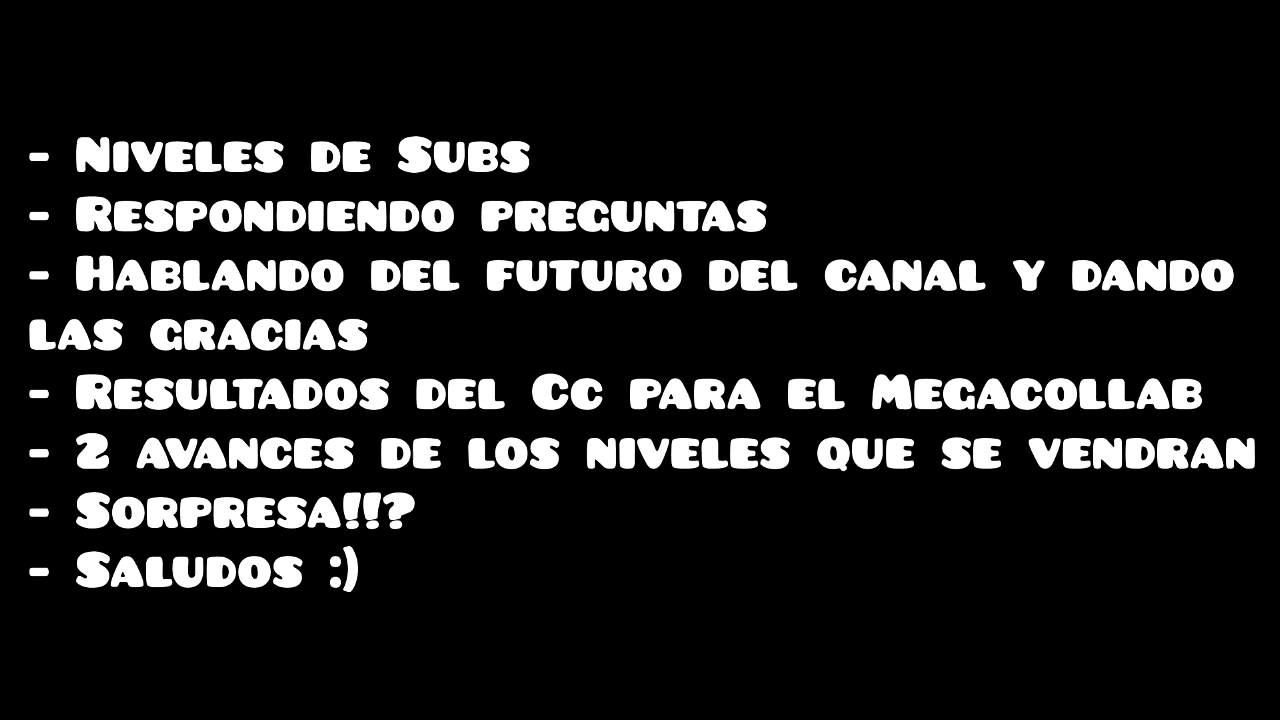 - Niveles de Subs
- Respondiendo preguntas
- Hablando del futuro del canal y dando
las gracias
- Resultados del Cc para el Megacollab
- 2 avances de los niveles que se vendran
- Sorpresa!!?
- Saludos :)